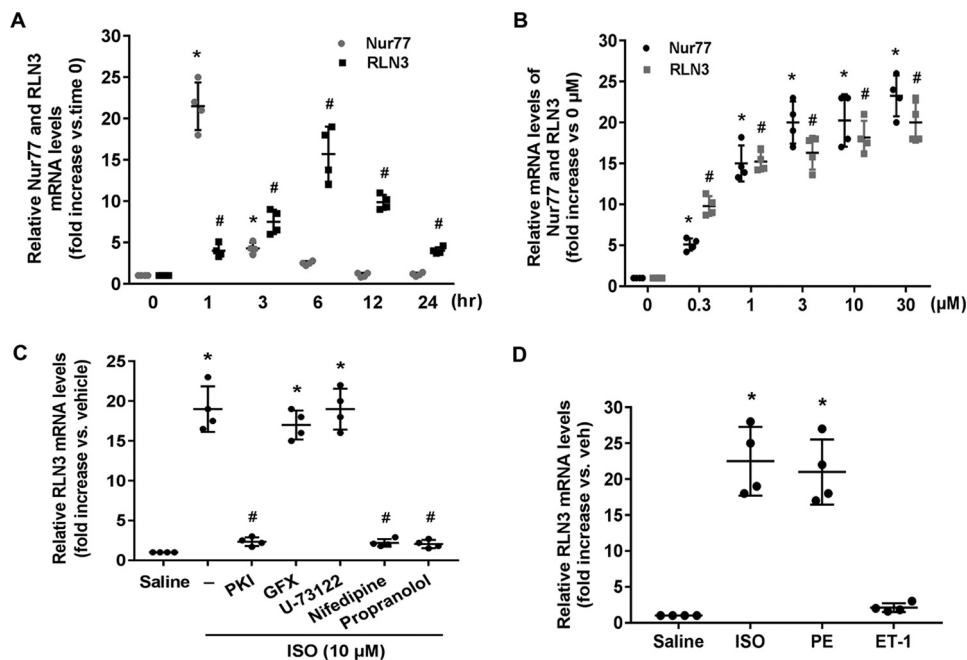 A
Relative Nur77 and RLN3
mRNA levels
(fold increase vs.time 0)
30
25
20
15
10
5
0
Nur77
RLN3
*
#
*
#
#
#
#
0 1 3 6 12 24 (hr)
B
Relative mRNA levels of
Nur77 and RLN3
(fold increase vs 0 µM)
30
25
20
15
10
5
0
Nur77
RLN3
*
#
*
#
*
#
*
#
*
#
0 0.3 1 3 10 30 (µM)
C
Relative RLN3 mRNA levels
(fold increase vs. vehicle)
25
20
15
10
5
0
*
#
*
*
#
#
Saline – PKI GFX U-73122 Nifedipine Propranolol
ISO (10 µM)
D
Relative RLN3 mRNA levels
(fold increase vs. veh)
30
25
20
15
10
5
0
*
*
Saline ISO PE ET-1